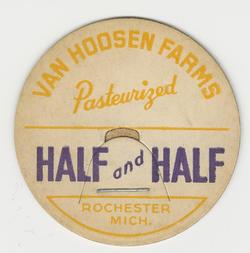 VAN HOOSEN FARMS
Pasteurized
HALF and HALF
ROCHESTER
MICH.